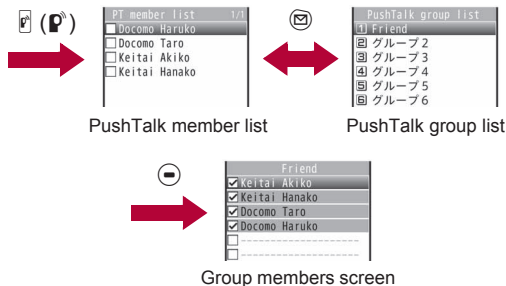 (P)
PT member list 1/1
Docomo Haruko
Docomo Taro
Keitai Akiko
Keitai Hanako
PushTalk member list
PushTalk group list
1 Friend
2 グループ2
3 グループ3
4 グループ4
5 グループ5
6 グループ6
PushTalk group list
Friend
Keitai Akiko
Keitai Hanako
Docomo Taro
Docomo Haruko
Group members screen